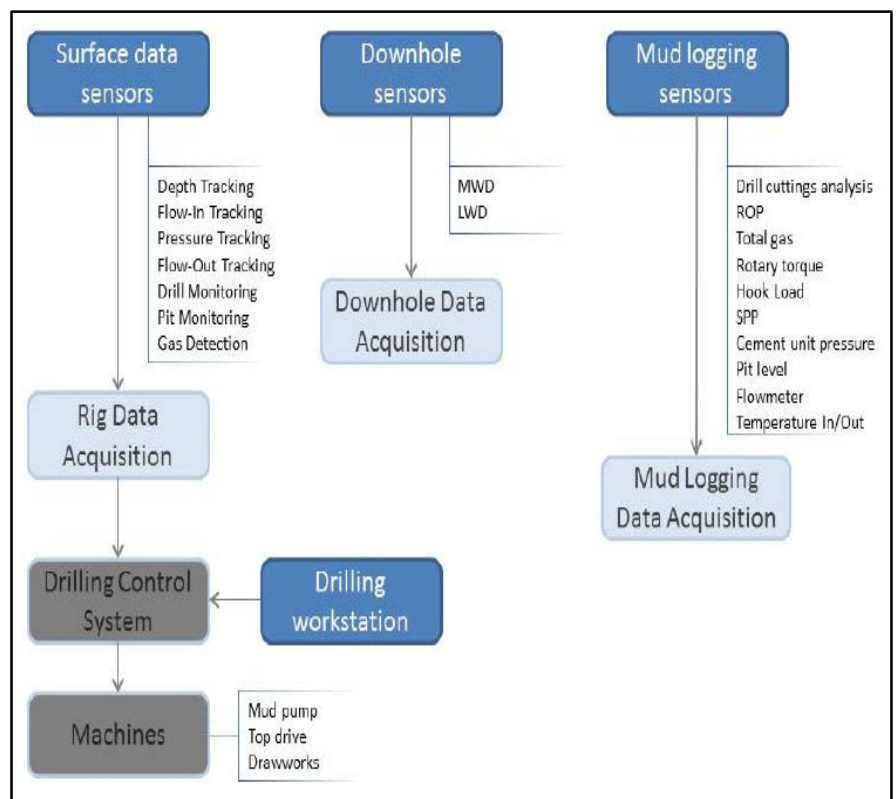 Surface data
sensors
Downhole
sensors
Mud logging
sensors
Depth Tracking
Flow-In Tracking
Pressure Tracking
Flow-Out Tracking
Drill Monitoring
Pit Monitoring
Gas Detection
MWD
LWD
Drill cuttings analysis
ROP
Total gas
Rotary torque
Hook Load
SPP
Cement unit pressure
Pit level
Flowmeter
Temperature In/Out
Downhole Data
Acquisition
Rig Data
Acquisition
Mud Logging
Data Acquisition
Drilling Control
System
Drilling
workstation
Machines
Mud pump
Top drive
Drawworks